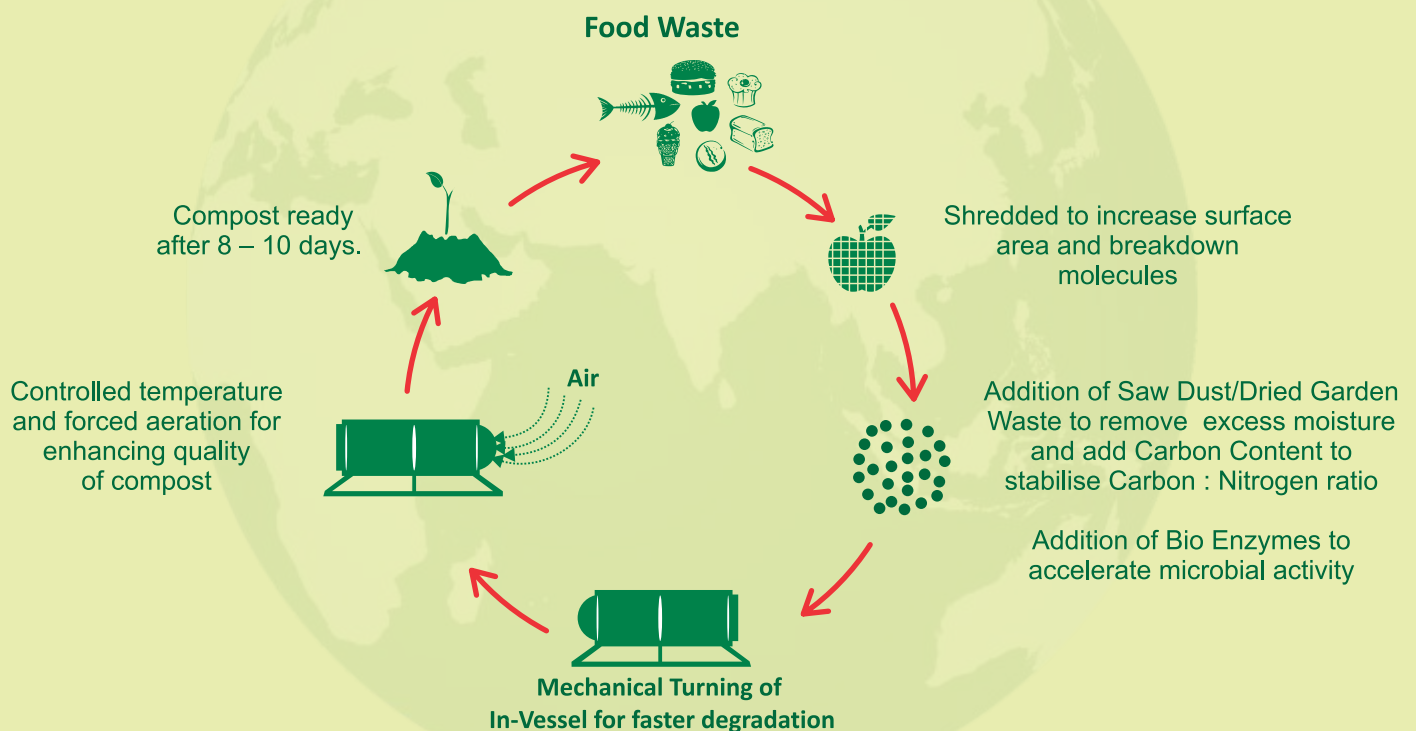 Food Waste
Shredded to increase surface
area and breakdown
molecules
Addition of Saw Dust/Dried Garden
Waste to remove excess moisture
and add Carbon Content to
stabilise Carbon : Nitrogen ratio
Addition of Bio Enzymes to
accelerate microbial activity
Mechanical Turning of
In-Vessel for faster degradation
Air
Controlled temperature
and forced aeration for
enhancing quality
of compost
Compost ready
after 8 – 10 days.